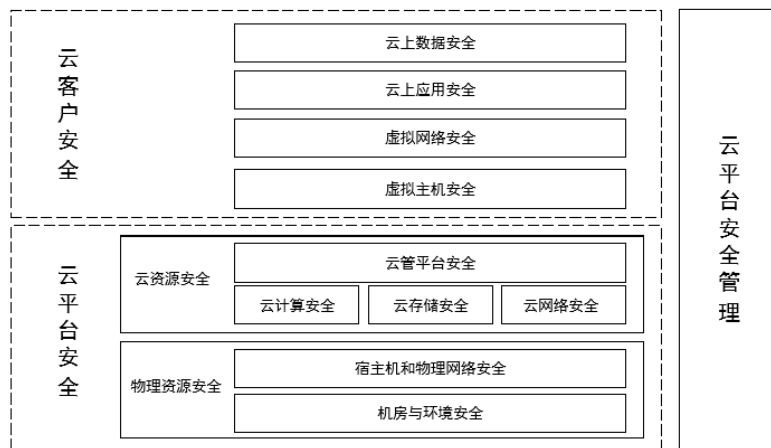 云客户安全
云上数据安全
云上应用安全
虚拟网络安全
虚拟主机安全
云平台安全
云资源安全
云管平台安全
云计算安全
云存储安全
云网络安全
物理资源安全
宿主机和物理网络安全
机房与环境安全
云平台安全管理